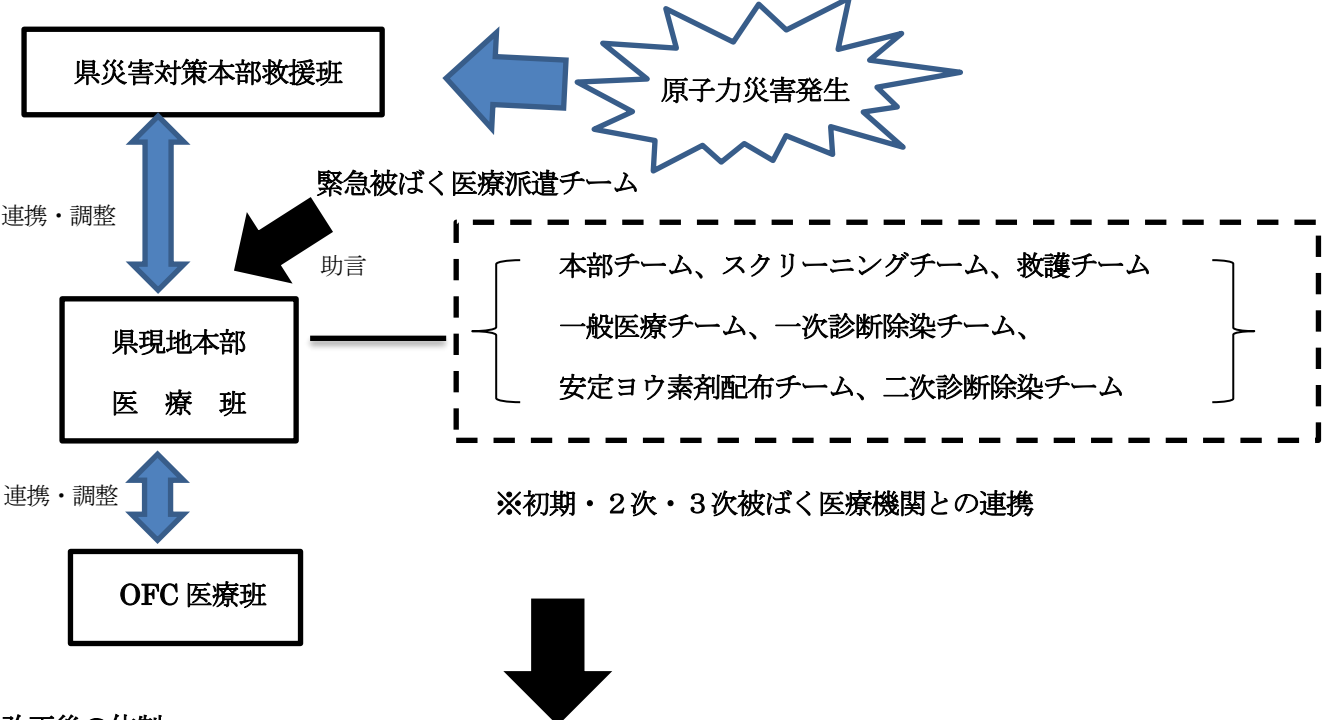 県災害対策本部救援班
原子力災害発生
緊急被ばく医療派遣チーム
連携・調整
助言
本部チーム、スクリーニングチーム、救護チーム
県現地本部
一般医療チーム、一次診断除染チーム、
医　療　班
安定ヨウ素剤配布チーム、二次診断除染チーム
連携・調整
※初期・２次・３次被ばく医療機関との連携
OFC 医療班